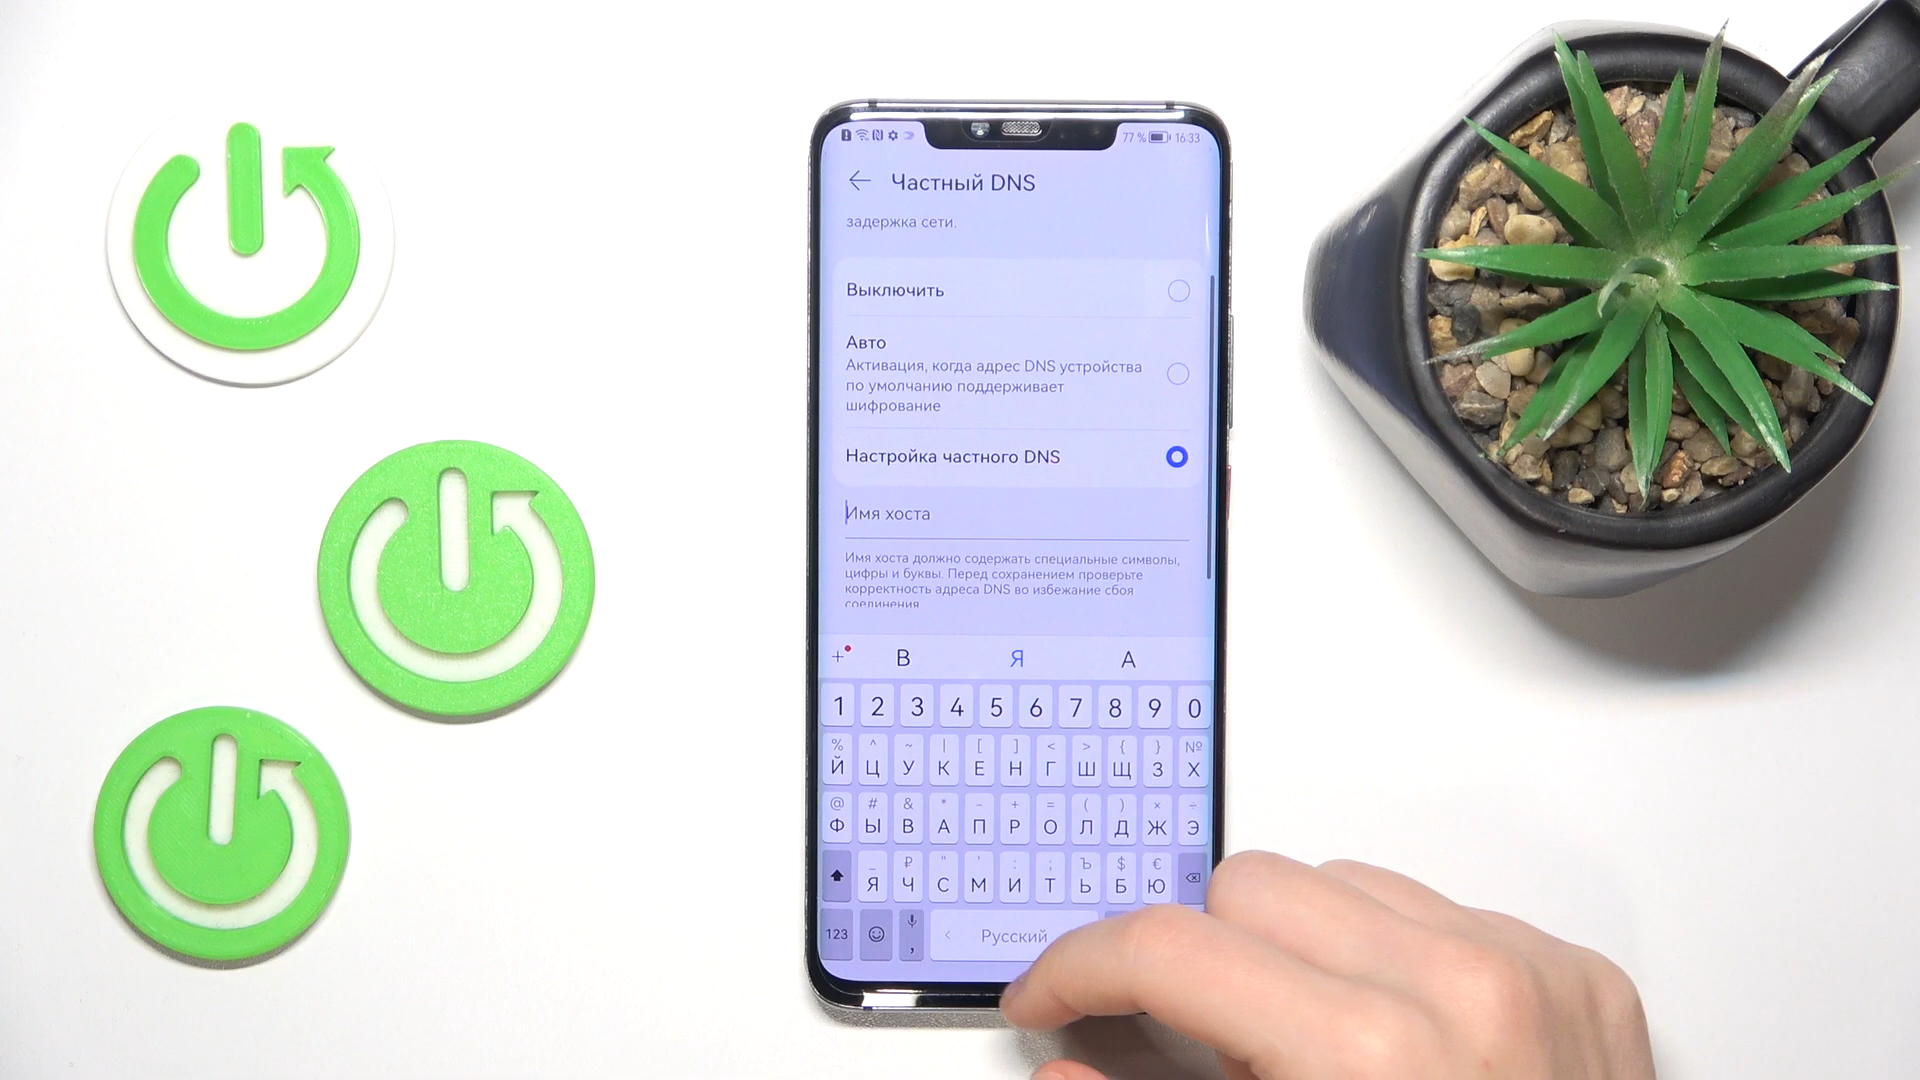 77 % 16:33
Частный DNS
задержка сети.
Выключить
Авто
Активация, когда адрес DNS устройства
по умолчанию поддерживает
шифрование
Настройка частного DNS
Имя хоста
Имя хоста должно содержать специальные символы,
цифры и буквы. Перед сохранением проверьте
корректность адреса DNS во избежание сбоя
соединения.
+ В Я А
1 2 3 4 5 6 7 8 9 0
% ^ ~ | [ ] < > { } №
Й Ц У К Е Н Г Ш Щ З Х
@ # & * - + = ( ) × ÷
Ф Ы В А П Р О Л Д Ж Э
_ ₽ " ' : ; Ъ $ €
Я Ч С М И Т Ь Б Ю
123 , < Русский